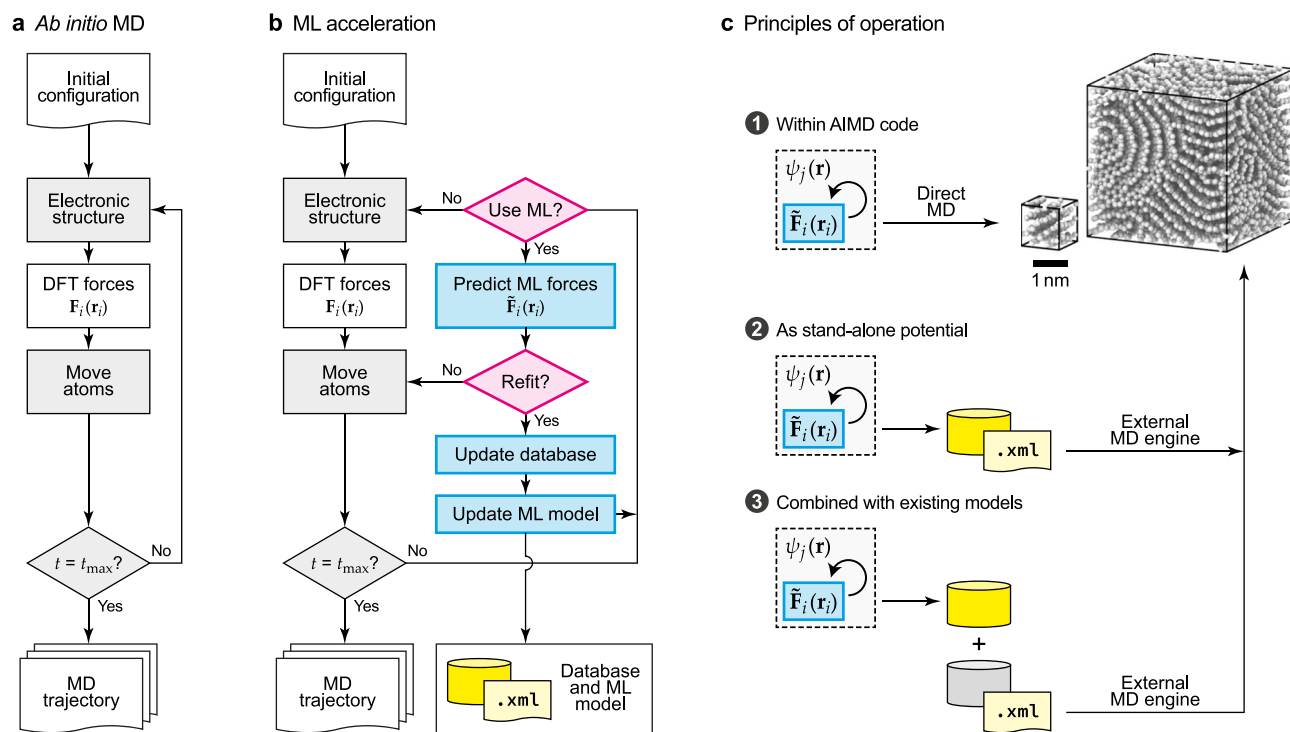 a Ab initio MD
Initial
configuration
Electronic
structure
DFT forces
Fᵢ(rᵢ)
Move
atoms
t = tmax?
No
Yes
MD
trajectory
b ML acceleration
Initial
configuration
Electronic
structure
No
Use ML?
Yes
DFT forces
Fᵢ(rᵢ)
Predict ML forces
F̃ᵢ(rᵢ)
Move
atoms
No
Refit?
Yes
Update database
Update ML model
t = tmax?
No
Yes
MD
trajectory
.xml
Database
and ML
model
c Principles of operation
1 Within AIMD code
ψⱼ(r)
F̃ᵢ(rᵢ)
Direct
MD
1 nm
2 As stand-alone potential
ψⱼ(r)
F̃ᵢ(rᵢ)
.xml
External
MD engine
3 Combined with existing models
ψⱼ(r)
F̃ᵢ(rᵢ)
+
.xml
External
MD engine